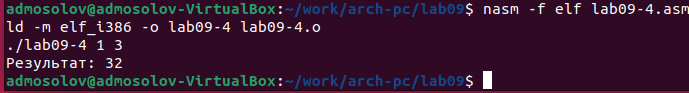 admosolov@admosolov-VirtualBox:~/work/arch-pc/lab09$ nasm -f elf lab09-4.asm
ld -m elf_i386 -o lab09-4 lab09-4.o
./lab09-4 1 3
Результат: 32
admosolov@admosolov-VirtualBox:~/work/arch-pc/lab09$